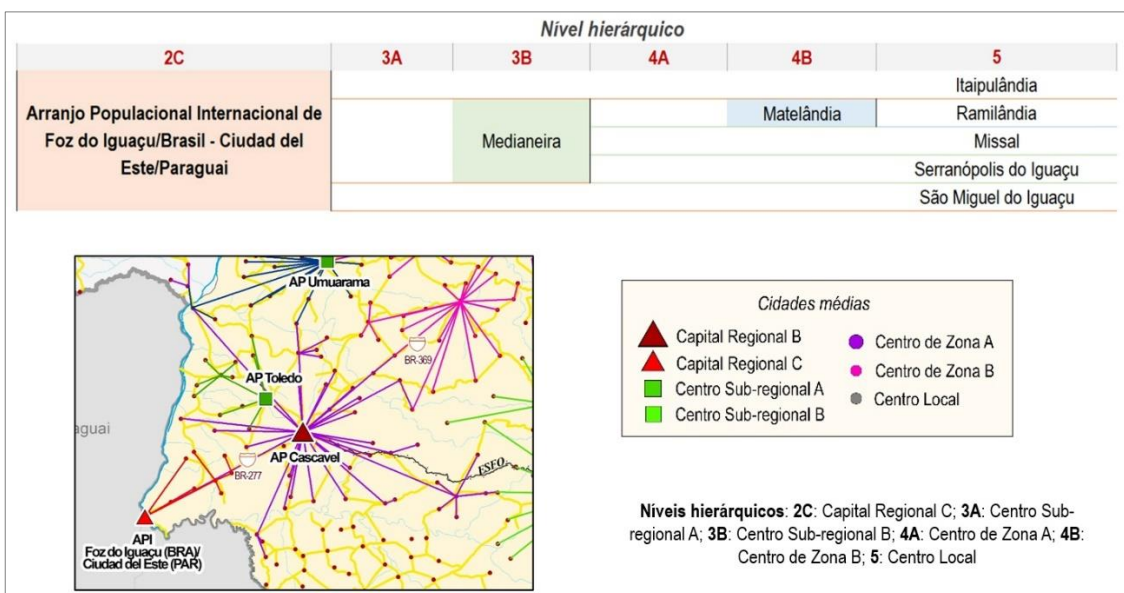 Nível hierárquico
2C 3A 3B 4A 4B 5
Arranjo Populacional Internacional de
Foz do Iguaçu/Brasil - Ciudad del
Este/Paraguai
Medianeira
Matelândia
Itaipulândia
Ramilândia
Missal
Serranópolis do Iguaçu
São Miguel do Iguaçu
AP Umuarama
BR-369
AP Toledo
aguai
AP Cascavel
BR-277
ESFO
API
Foz do Iguaçu (BRA)/
Ciudad del Este (PAR)
Cidades médias
Capital Regional B
Capital Regional C
Centro Sub-regional A
Centro Sub-regional B
Centro de Zona A
Centro de Zona B
Centro Local
Níveis hierárquicos: 2C: Capital Regional C; 3A: Centro Sub-
regional A; 3B: Centro Sub-regional B; 4A: Centro de Zona A; 4B:
Centro de Zona B; 5: Centro Local